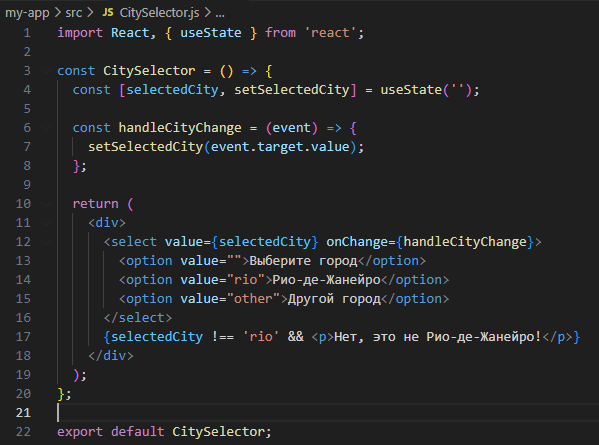 my-app > src > JS CitySelector.js > ...
1 import React, { useState } from 'react';
2
3 const CitySelector = () => {
4   const [selectedCity, setSelectedCity] = useState('');
5
6   const handleCityChange = (event) => {
7     setSelectedCity(event.target.value);
8   };
9
10   return (
11     <div>
12       <select value={selectedCity} onChange={handleCityChange}>
13         <option value="">Выберите город</option>
14         <option value="rio">Рио-де-Жанейро</option>
15         <option value="other">Другой город</option>
16       </select>
17       {selectedCity !== 'rio' && <p>Нет, это не Рио-де-Жанейро!</p>}
18     </div>
19   );
20 };
21
22 export default CitySelector;